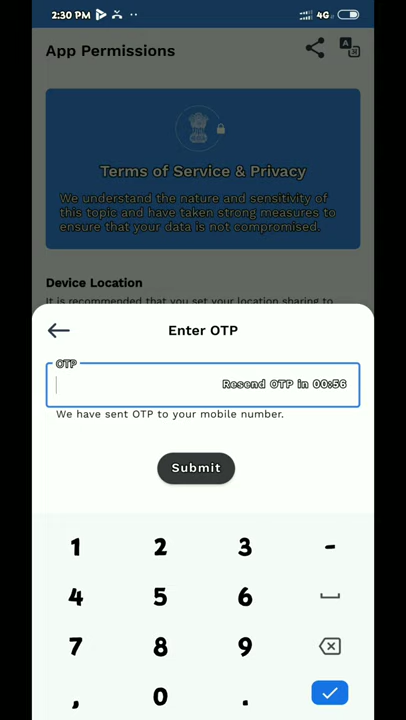 2:30 PM
4G
App Permissions
A
Terms of Service & Privacy
We understand the nature and sensitivity of
this topic and have taken strong measures to
ensure that your data is not compromised.
Device Location
It is recommended that you set your location sharing to
Enter OTP
OTP
Resend OTP in 00:56
We have sent OTP to your mobile number.
Submit
1 2 3 -
4 5 6
7 8 9
, 0 .